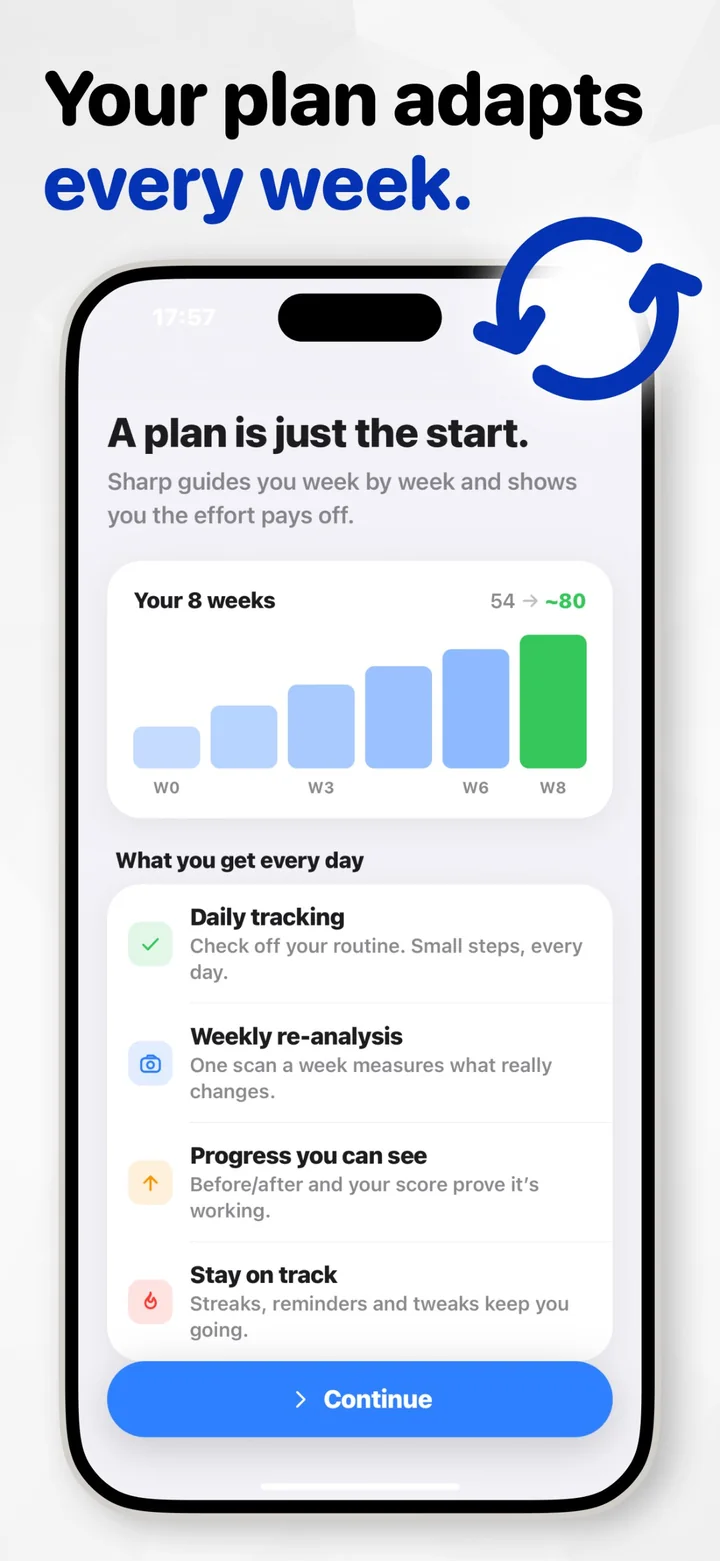 Your plan adapts
every week.
17:57
A plan is just the start.
Sharp guides you week by week and shows
you the effort pays off.
Your 8 weeks
54 → ~80
W0
W3
W6
W8
What you get every day
Daily tracking
Check off your routine. Small steps, every
day.
Weekly re-analysis
One scan a week measures what really
changes.
Progress you can see
Before/after and your score prove it’s
working.
Stay on track
Streaks, reminders and tweaks keep you
going.
Continue